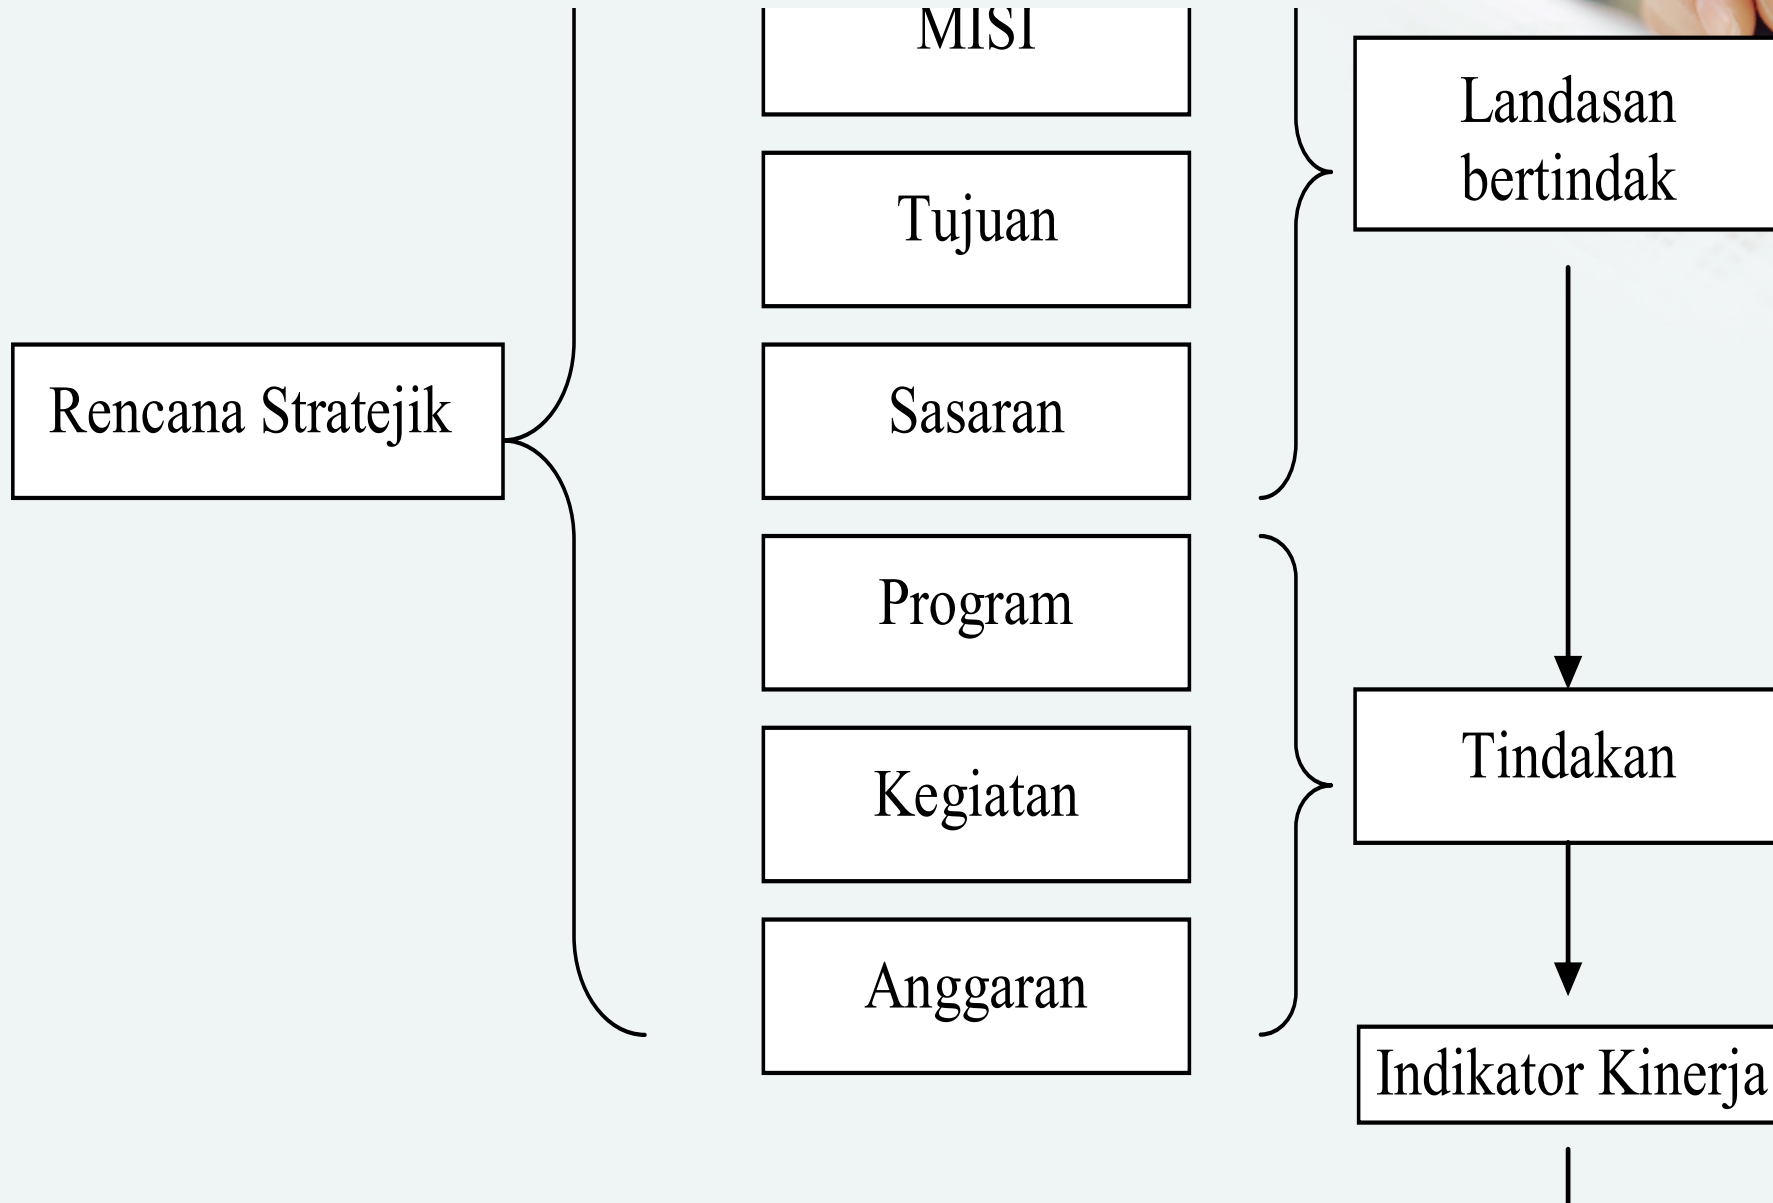 MISI
Landasan
bertindak
Tujuan
Rencana Stratejik
Sasaran
Program
Tindakan
Kegiatan
Anggaran
Indikator Kinerja